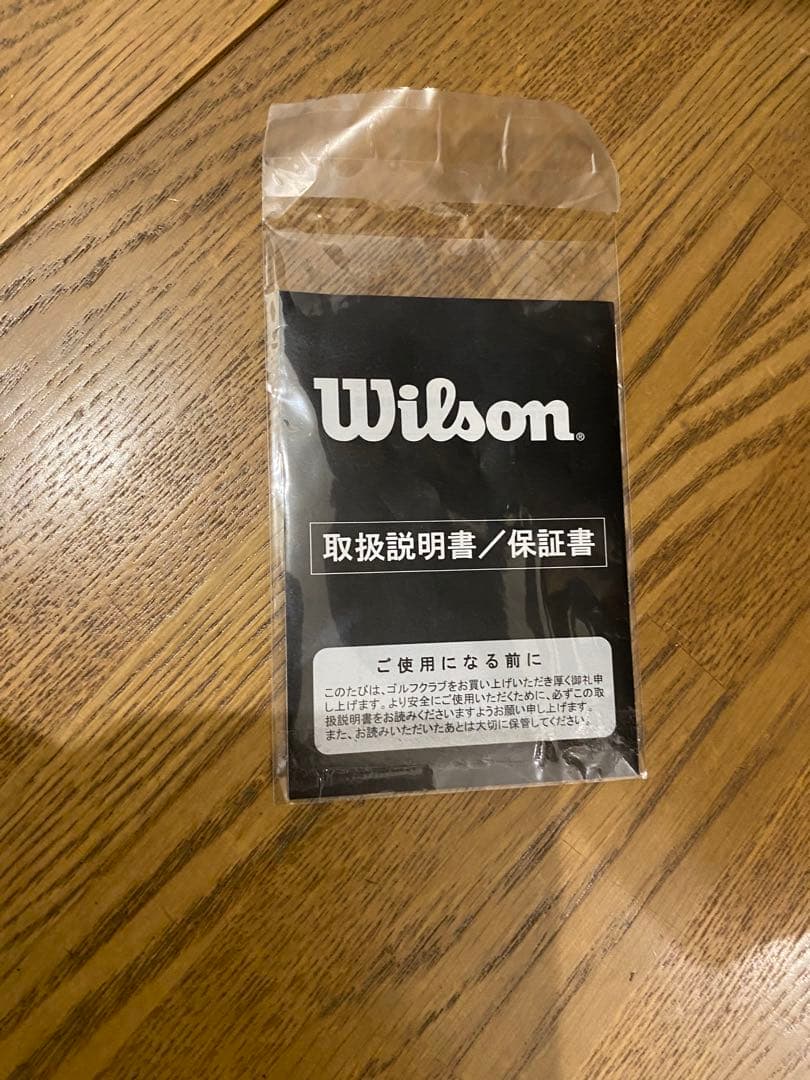 Wilson®
取扱説明書／保証書
ご使用になる前に
このたびは、ゴルフクラブをお買い上げいただき厚く御礼申
し上げます。より安全にご使用いただくために、必ずこの取
扱説明書をお読みくださいますようお願い申し上げます。
また、お読みいただいたあとは大切に保管してください。